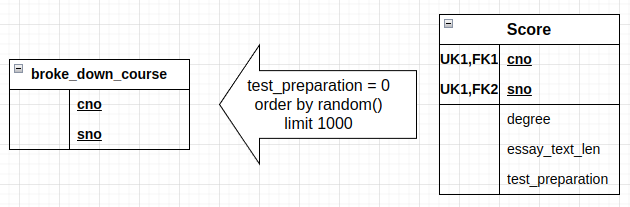 broke_down_course
cno
sno
test_preparation = 0
order by random()
limit 1000
Score
UK1,FK1 cno
UK1,FK2 sno
degree
essay_text_len
test_preparation